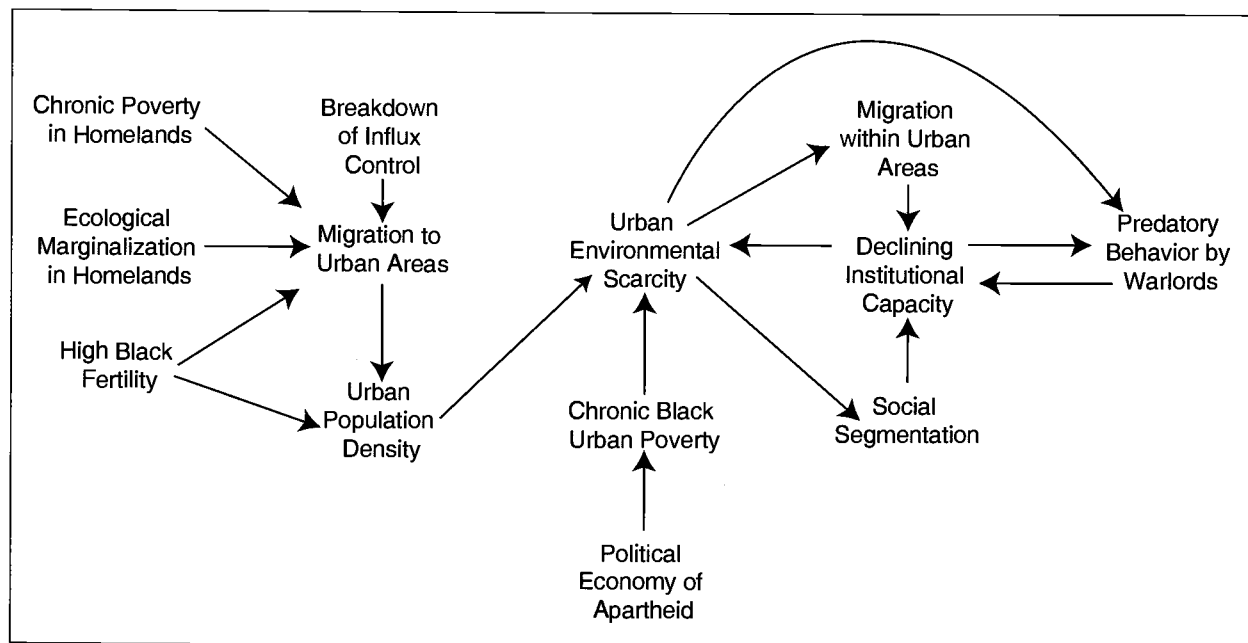 Chronic Poverty
in Homelands
Breakdown
of Influx
Control
Ecological
Marginalization
in Homelands
Migration to
Urban Areas
High Black
Fertility
Urban
Population
Density
Urban
Environmental
Scarcity
Chronic Black
Urban Poverty
Political
Economy of
Apartheid
Migration
within Urban
Areas
Declining
Institutional
Capacity
Social
Segmentation
Predatory
Behavior by
Warlords